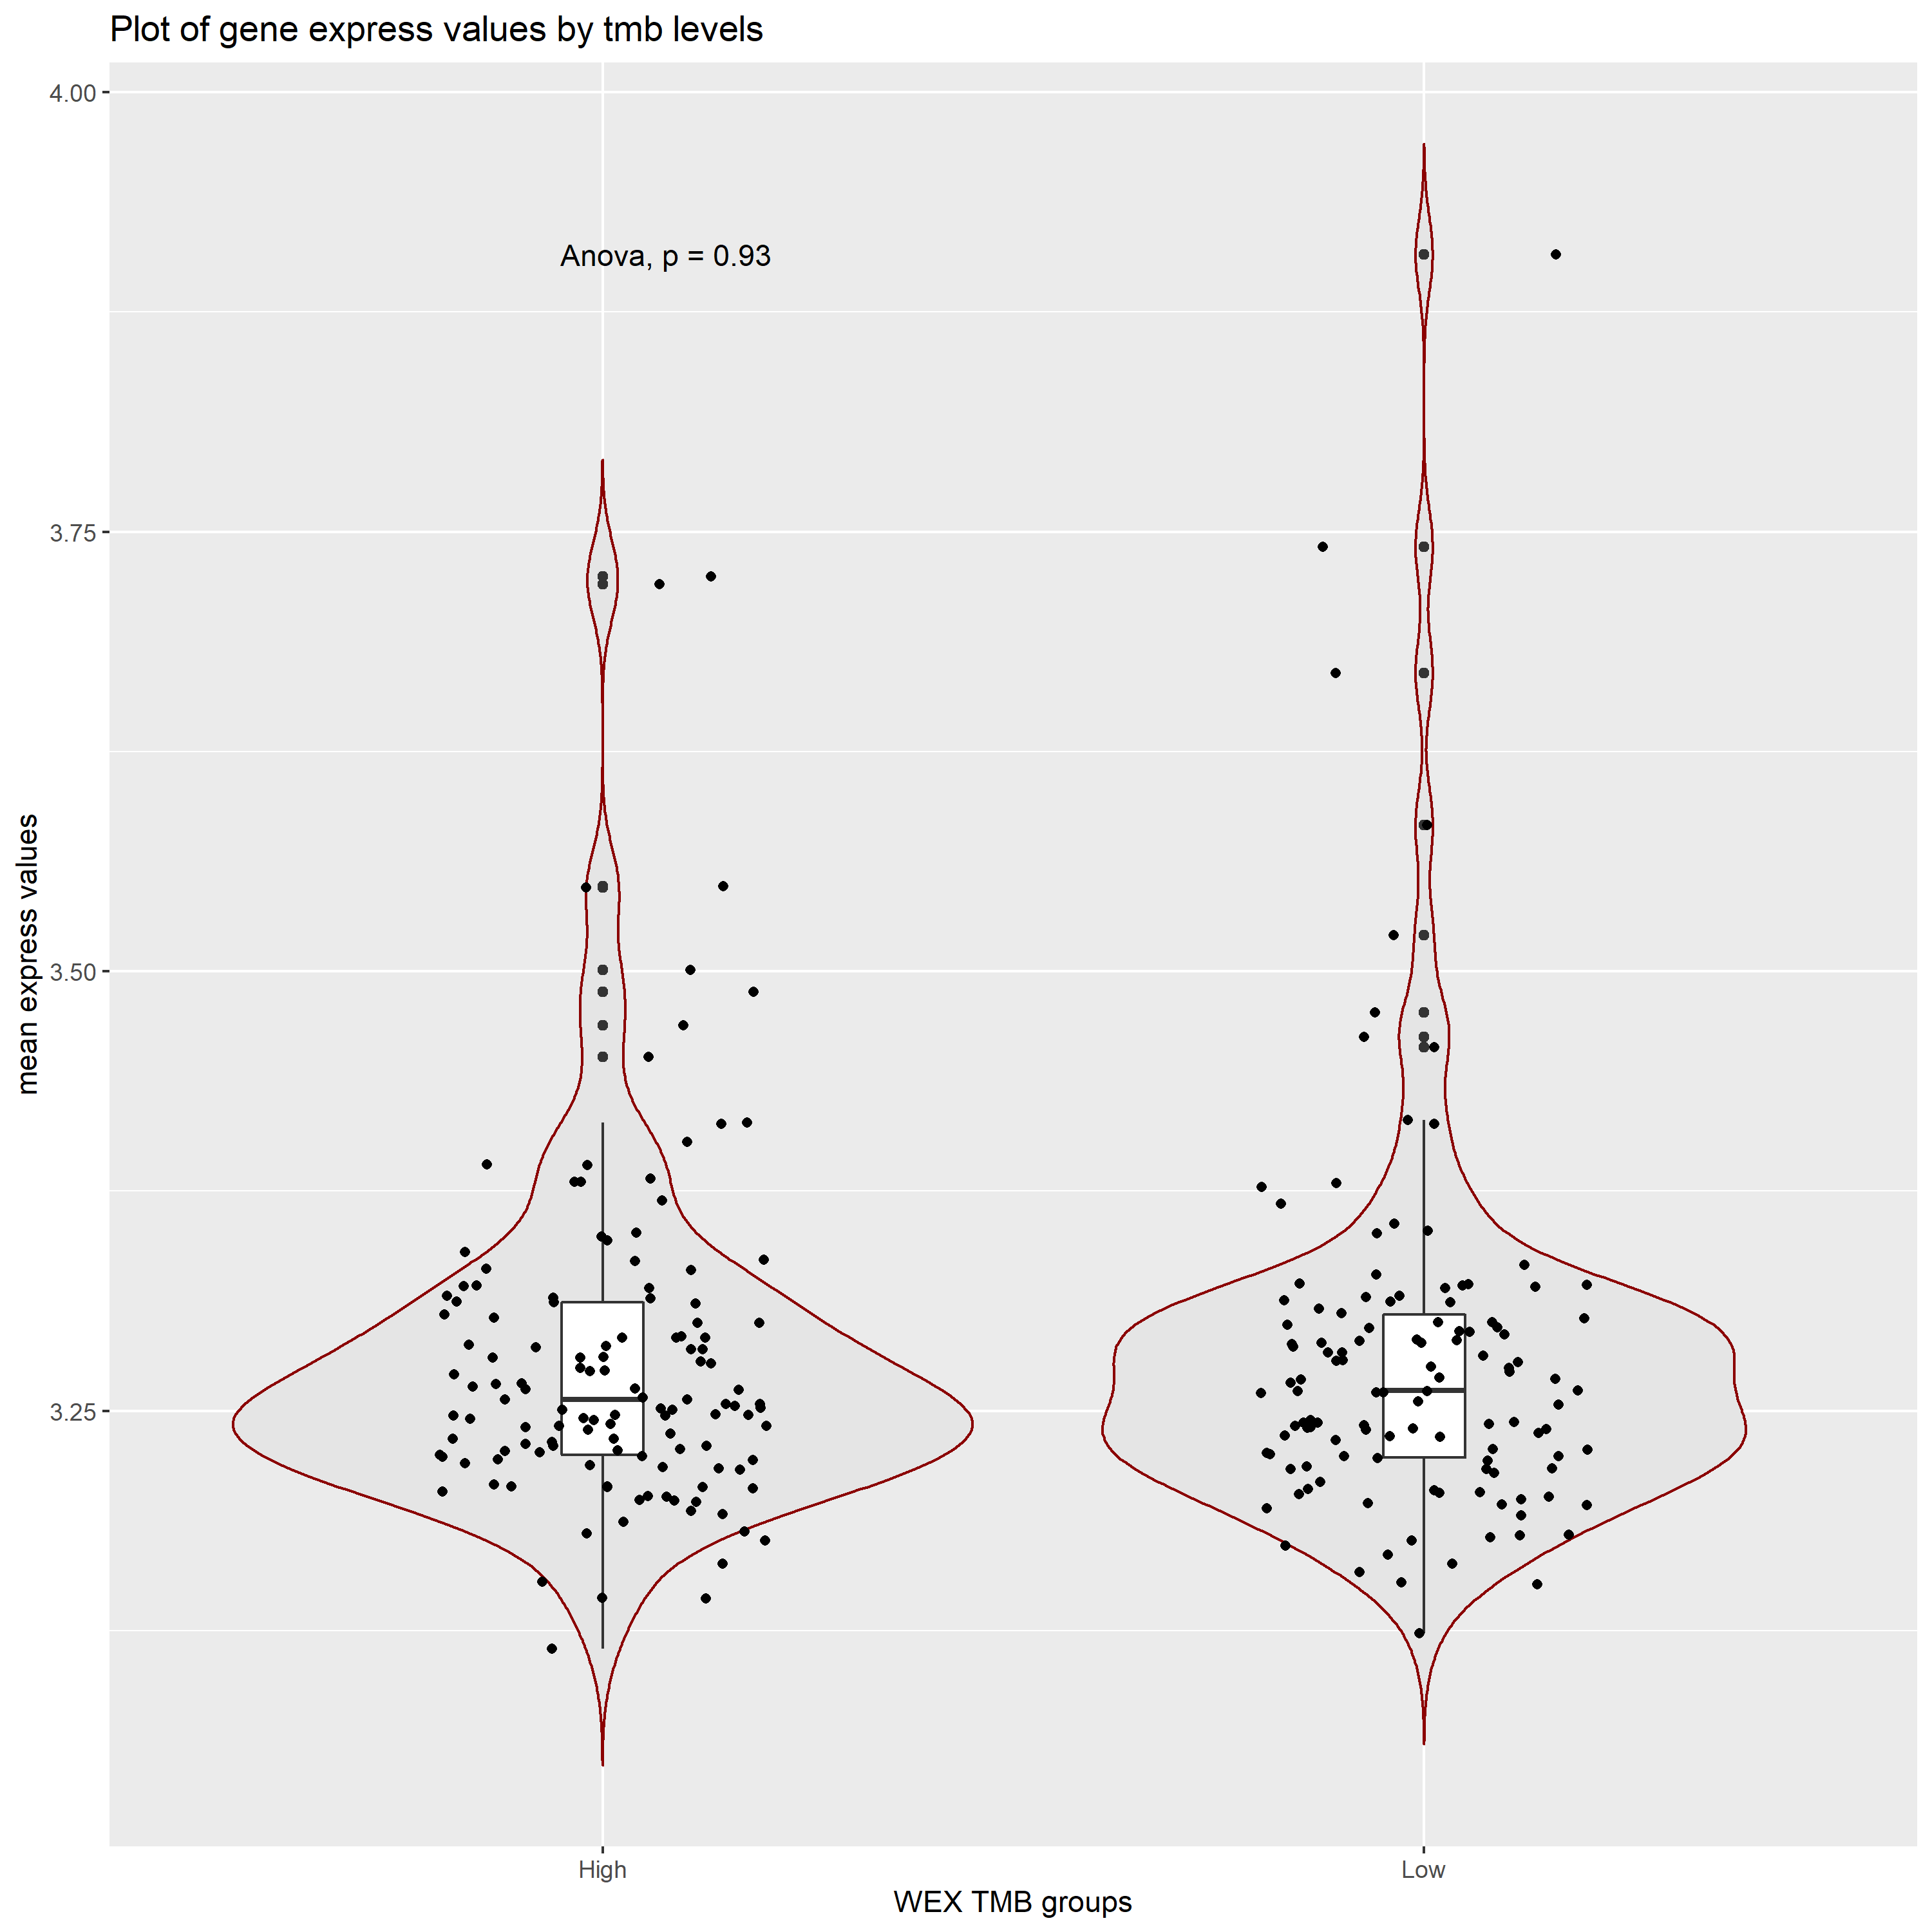 Plot of gene express values by tmb levels
4.00
Anova, p = 0.93
3.75
mean express values
3.50
3.25
High
Low
WEX TMB groups